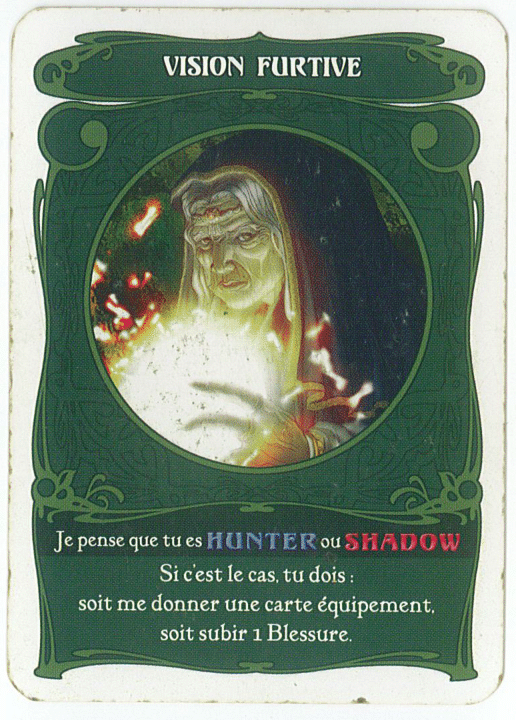 VISION FURTIVE
Je pense que tu es HUNTER ou SHADOW
Si c'est le cas, tu dois :
soit me donner une carte équipement,
soit subir 1 Blessure.